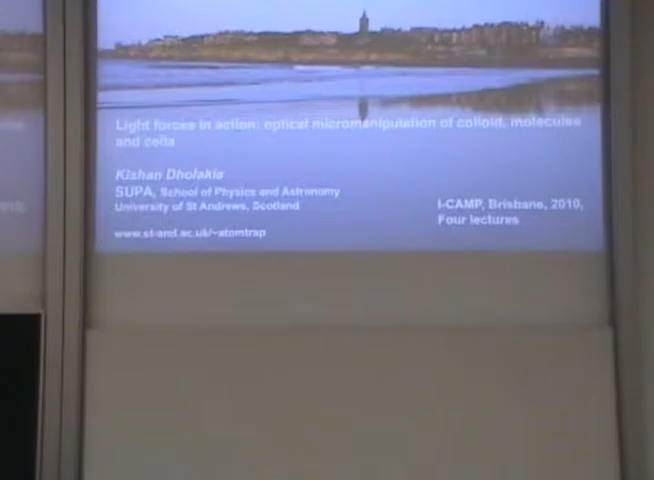 Light forces in action: optical micromanipulation of colloid, molecules
and cells
Kishan Dholakia
SUPA, School of Physics and Astronomy
University of St Andrews, Scotland
I-CAMP, Brisbane, 2010,
Four lectures
www.st-and.ac.uk/~atomtrap